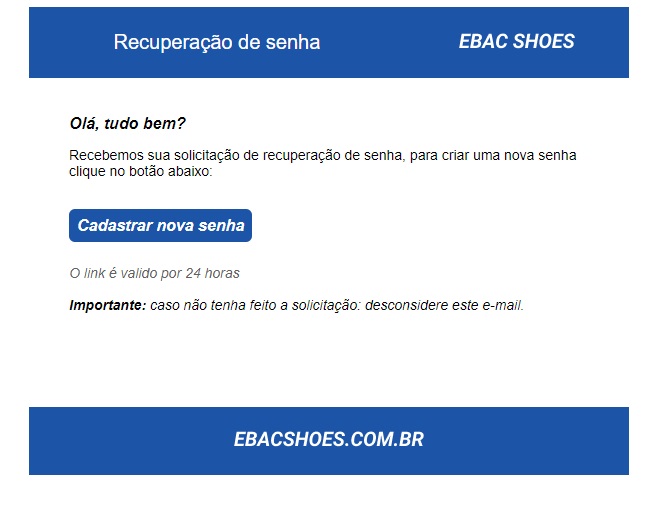 Recuperação de senha
EBAC SHOES
Olá, tudo bem?
Recebemos sua solicitação de recuperação de senha, para criar uma nova senha
clique no botão abaixo:
Cadastrar nova senha
O link é valido por 24 horas
Importante: caso não tenha feito a solicitação: desconsidere este e-mail.
EBACSHOES.COM.BR